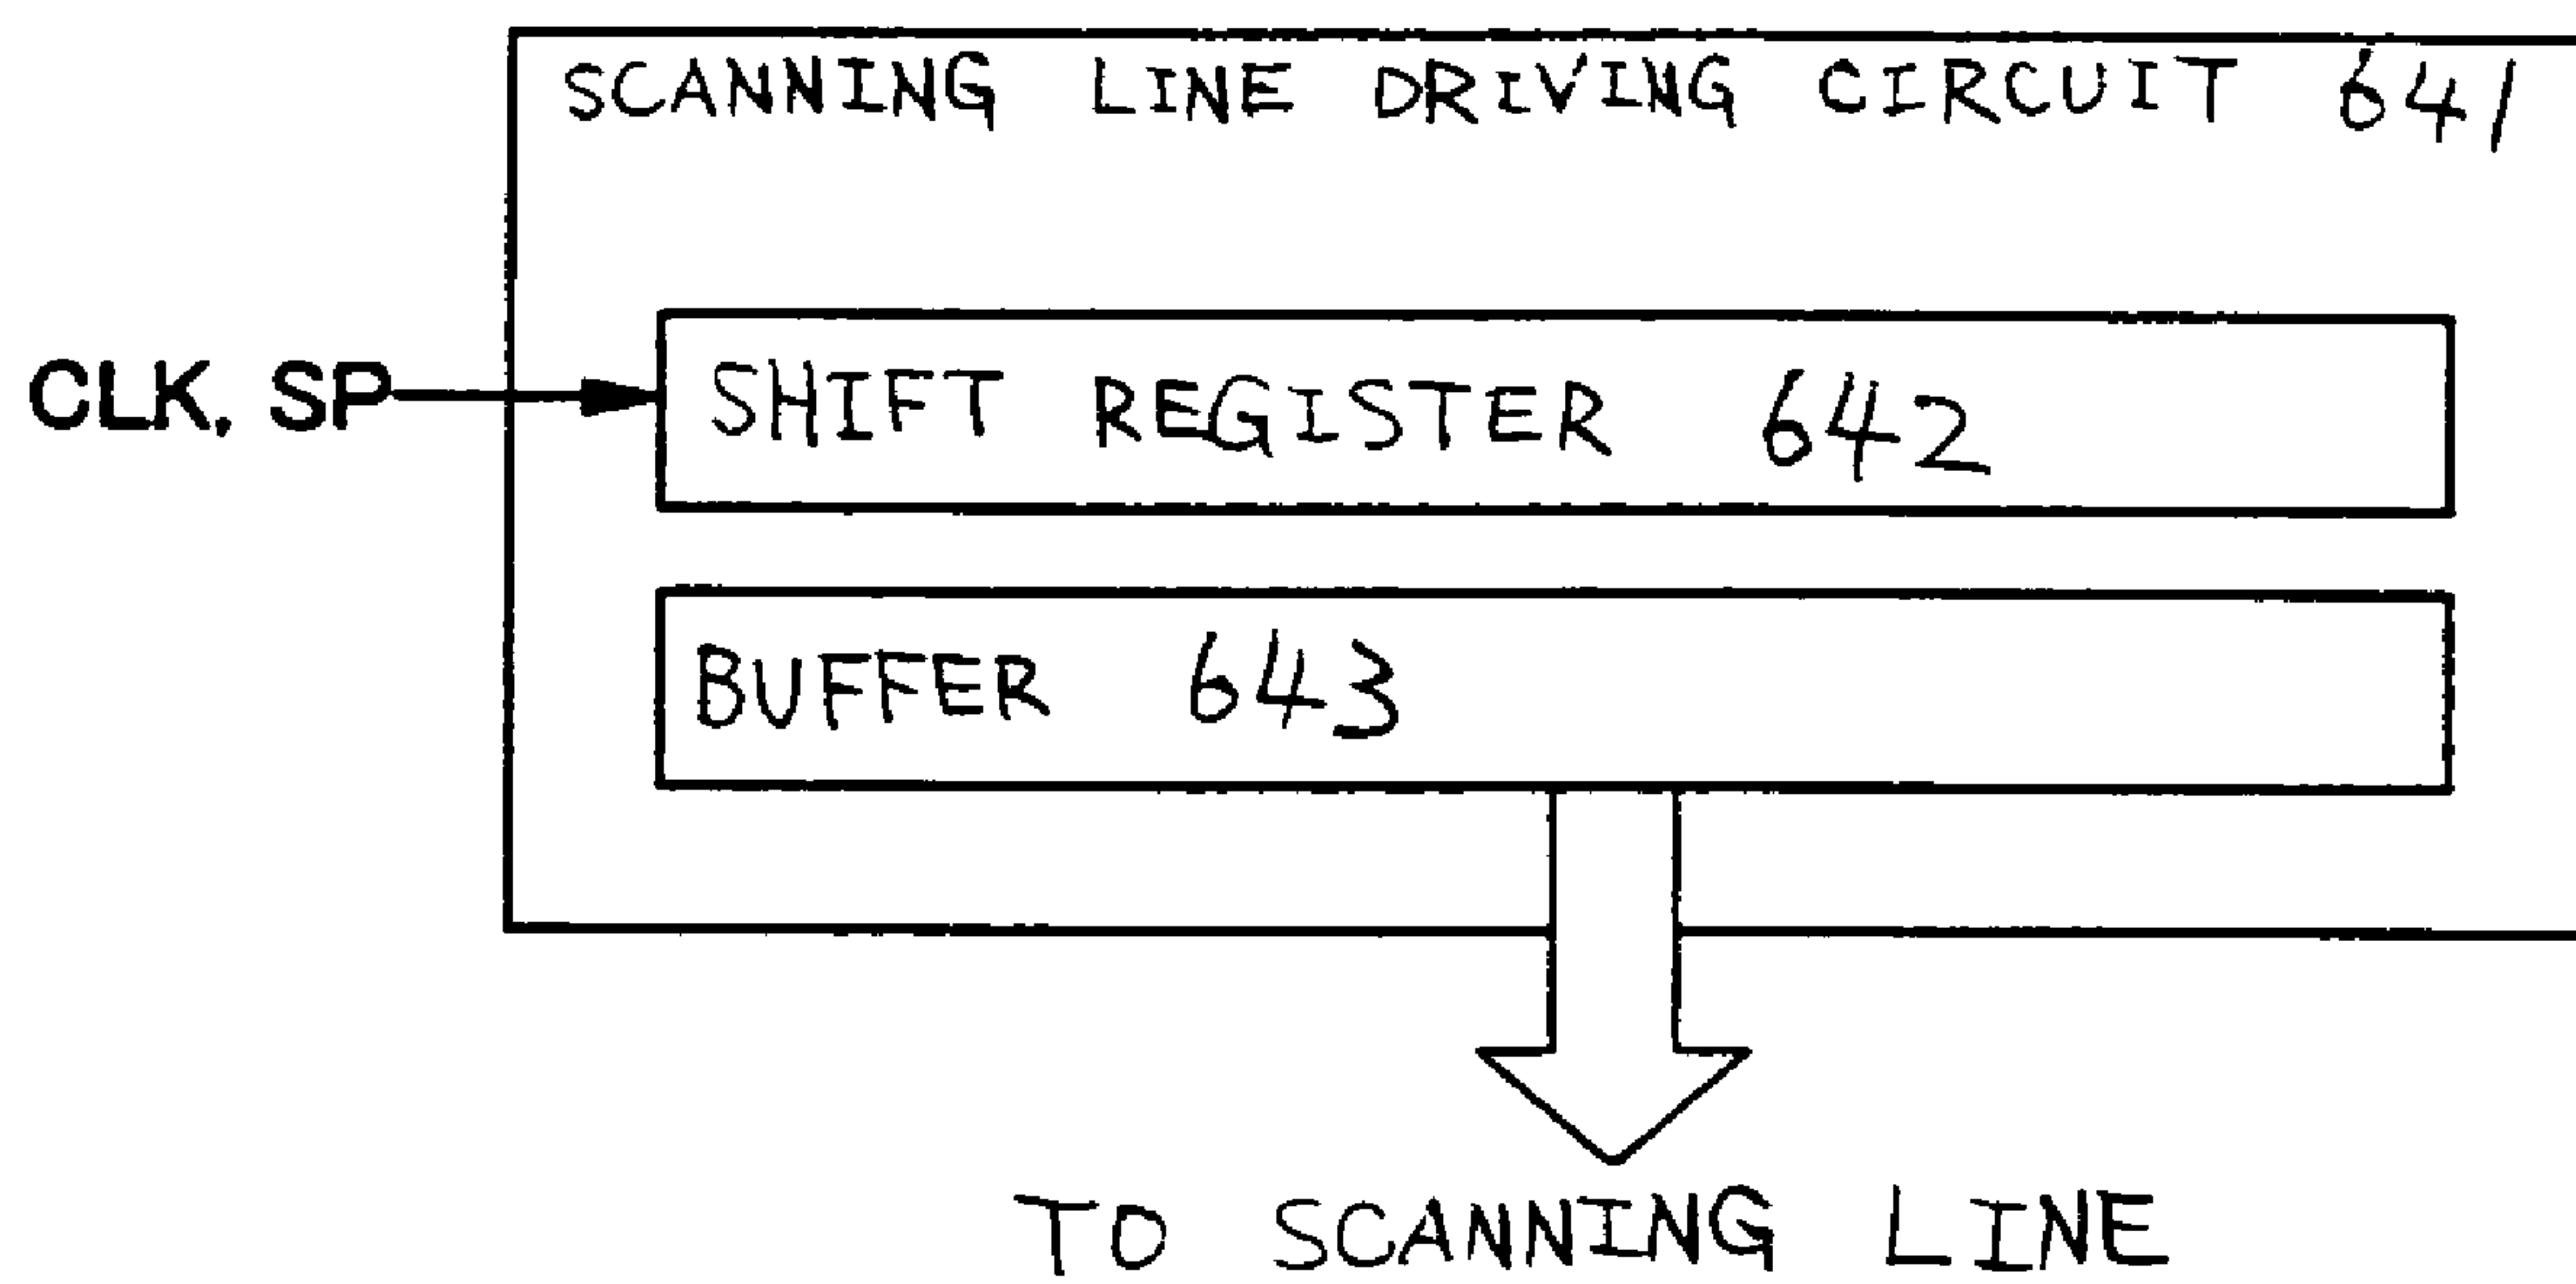 SCANNING LINE DRIVING CIRCUIT 641
CLK, SP
SHIFT REGISTER 642
BUFFER 643
TO SCANNING LINE